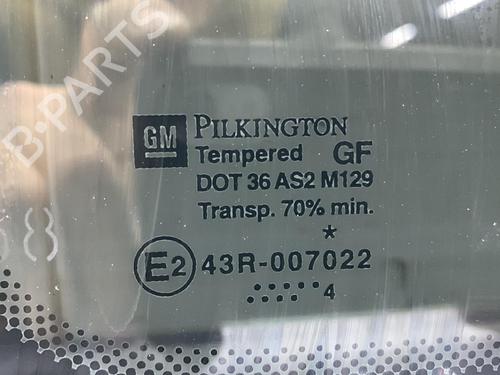 B-PARTS
GM PILKINGTON
Tempered GF
DOT 36 AS2 M129
Transp. 70% min.
*
E2 43R-007022
..... .....4